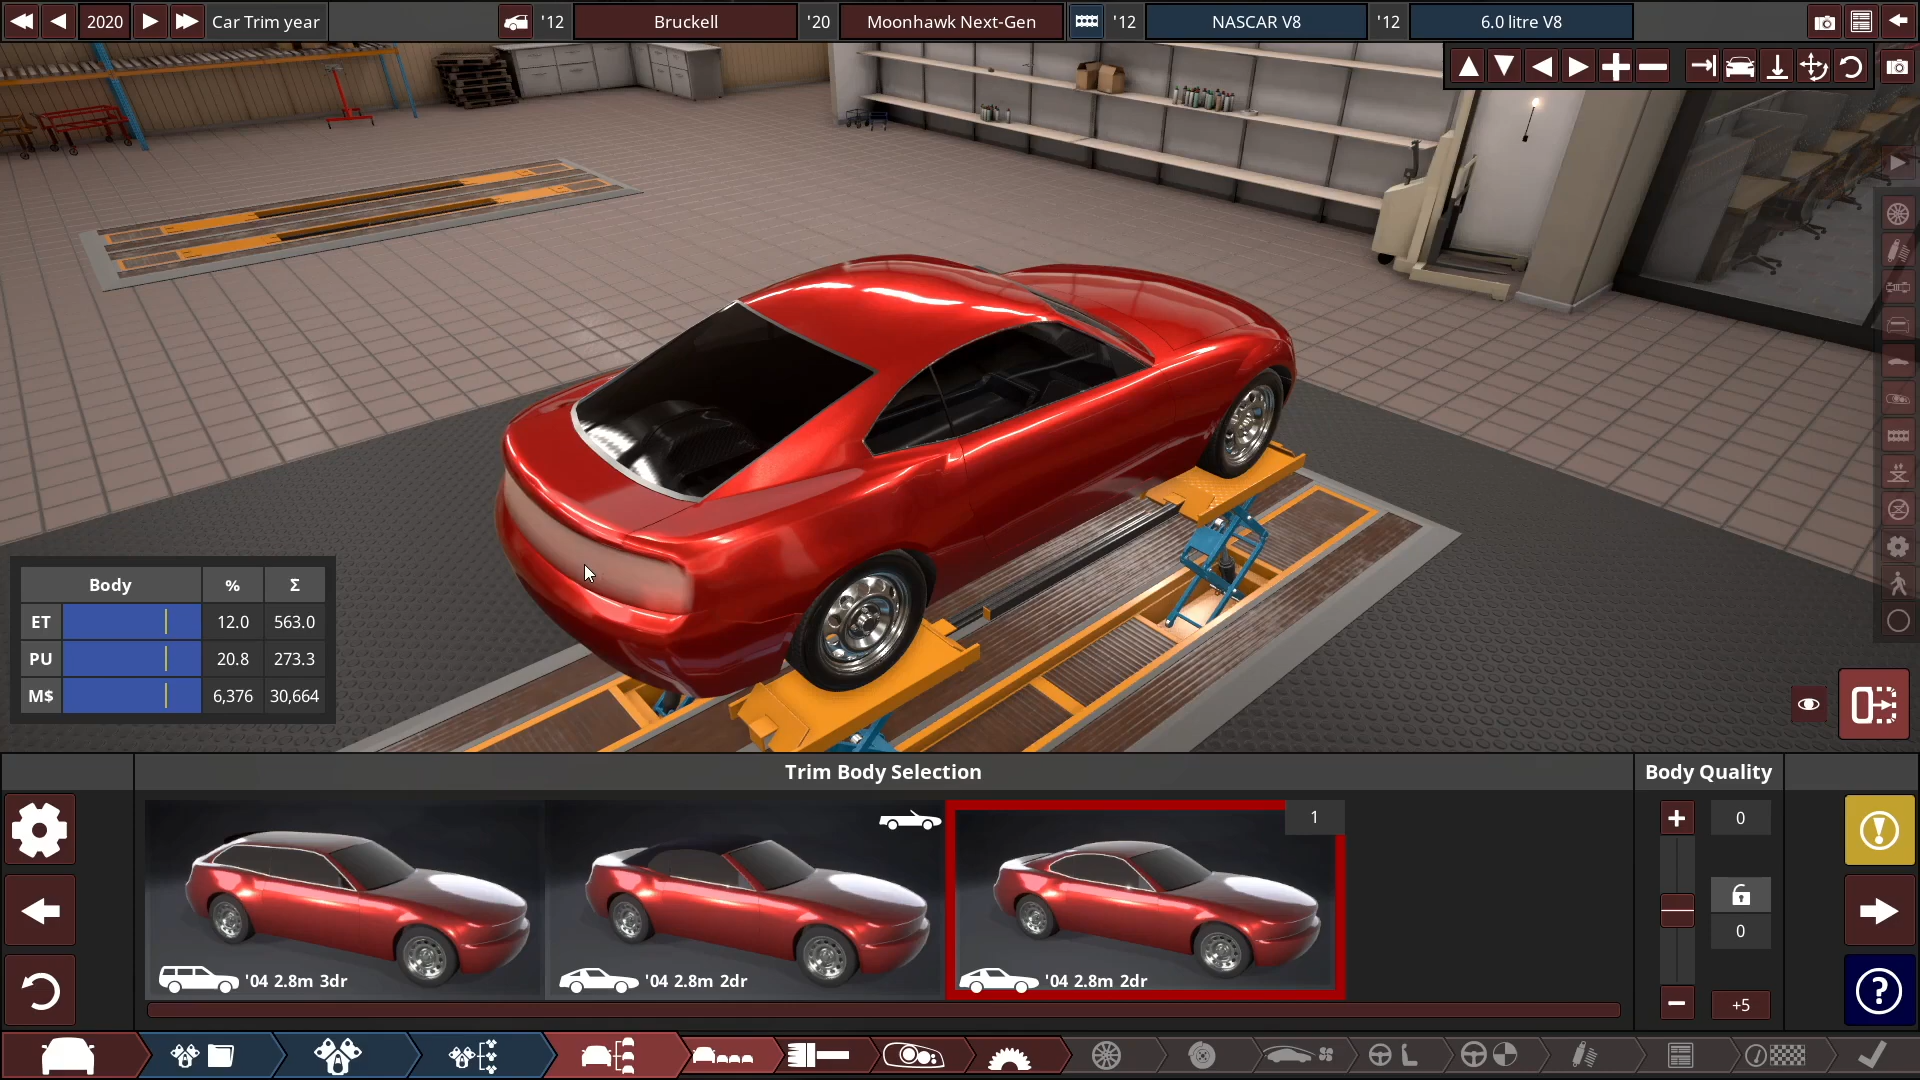 2020 Car Trim year '12 Bruckell '20 Moonhawk Next-Gen '12 NASCAR V8 '12 6.0 litre V8
Body % Σ
ET 12.0 563.0
PU 20.8 273.3
M$ 6,376 30,664
Trim Body Selection
Body Quality
1
0
'04 2.8m 3dr
'04 2.8m 2dr
'04 2.8m 2dr
0
+5